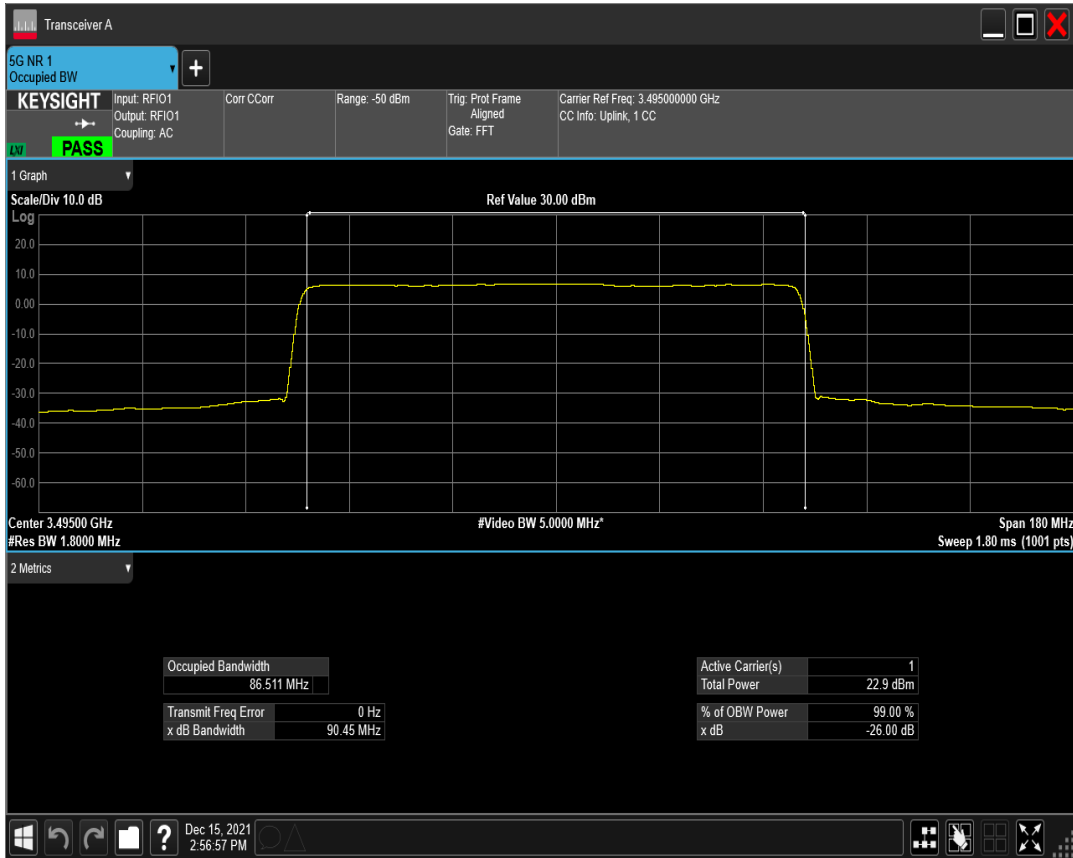 Transceiver A
5G NR 1
Occupied BW
KEYSIGHT
LXI
PASS
Input: RFIO1
Output: RFIO1
Coupling: AC
Corr CCorr
Range: -50 dBm
Trig: Prot Frame
Aligned
Gate: FFT
Carrier Ref Freq: 3.495000000 GHz
CC Info: Uplink, 1 CC
1 Graph
Scale/Div 10.0 dB
Ref Value 30.00 dBm
Log
20.0
10.0
0.00
-10.0
-20.0
-30.0
-40.0
-50.0
-60.0
Center 3.49500 GHz
#Video BW 5.0000 MHz*
Span 180 MHz
#Res BW 1.8000 MHz
Sweep 1.80 ms (1001 pts)
2 Metrics
Occupied Bandwidth
86.511 MHz
Transmit Freq Error 0 Hz
x dB Bandwidth 90.45 MHz
Active Carrier(s) 1
Total Power 22.9 dBm
% of OBW Power 99.00 %
x dB -26.00 dB
?
Dec 15, 2021
2:56:57 PM